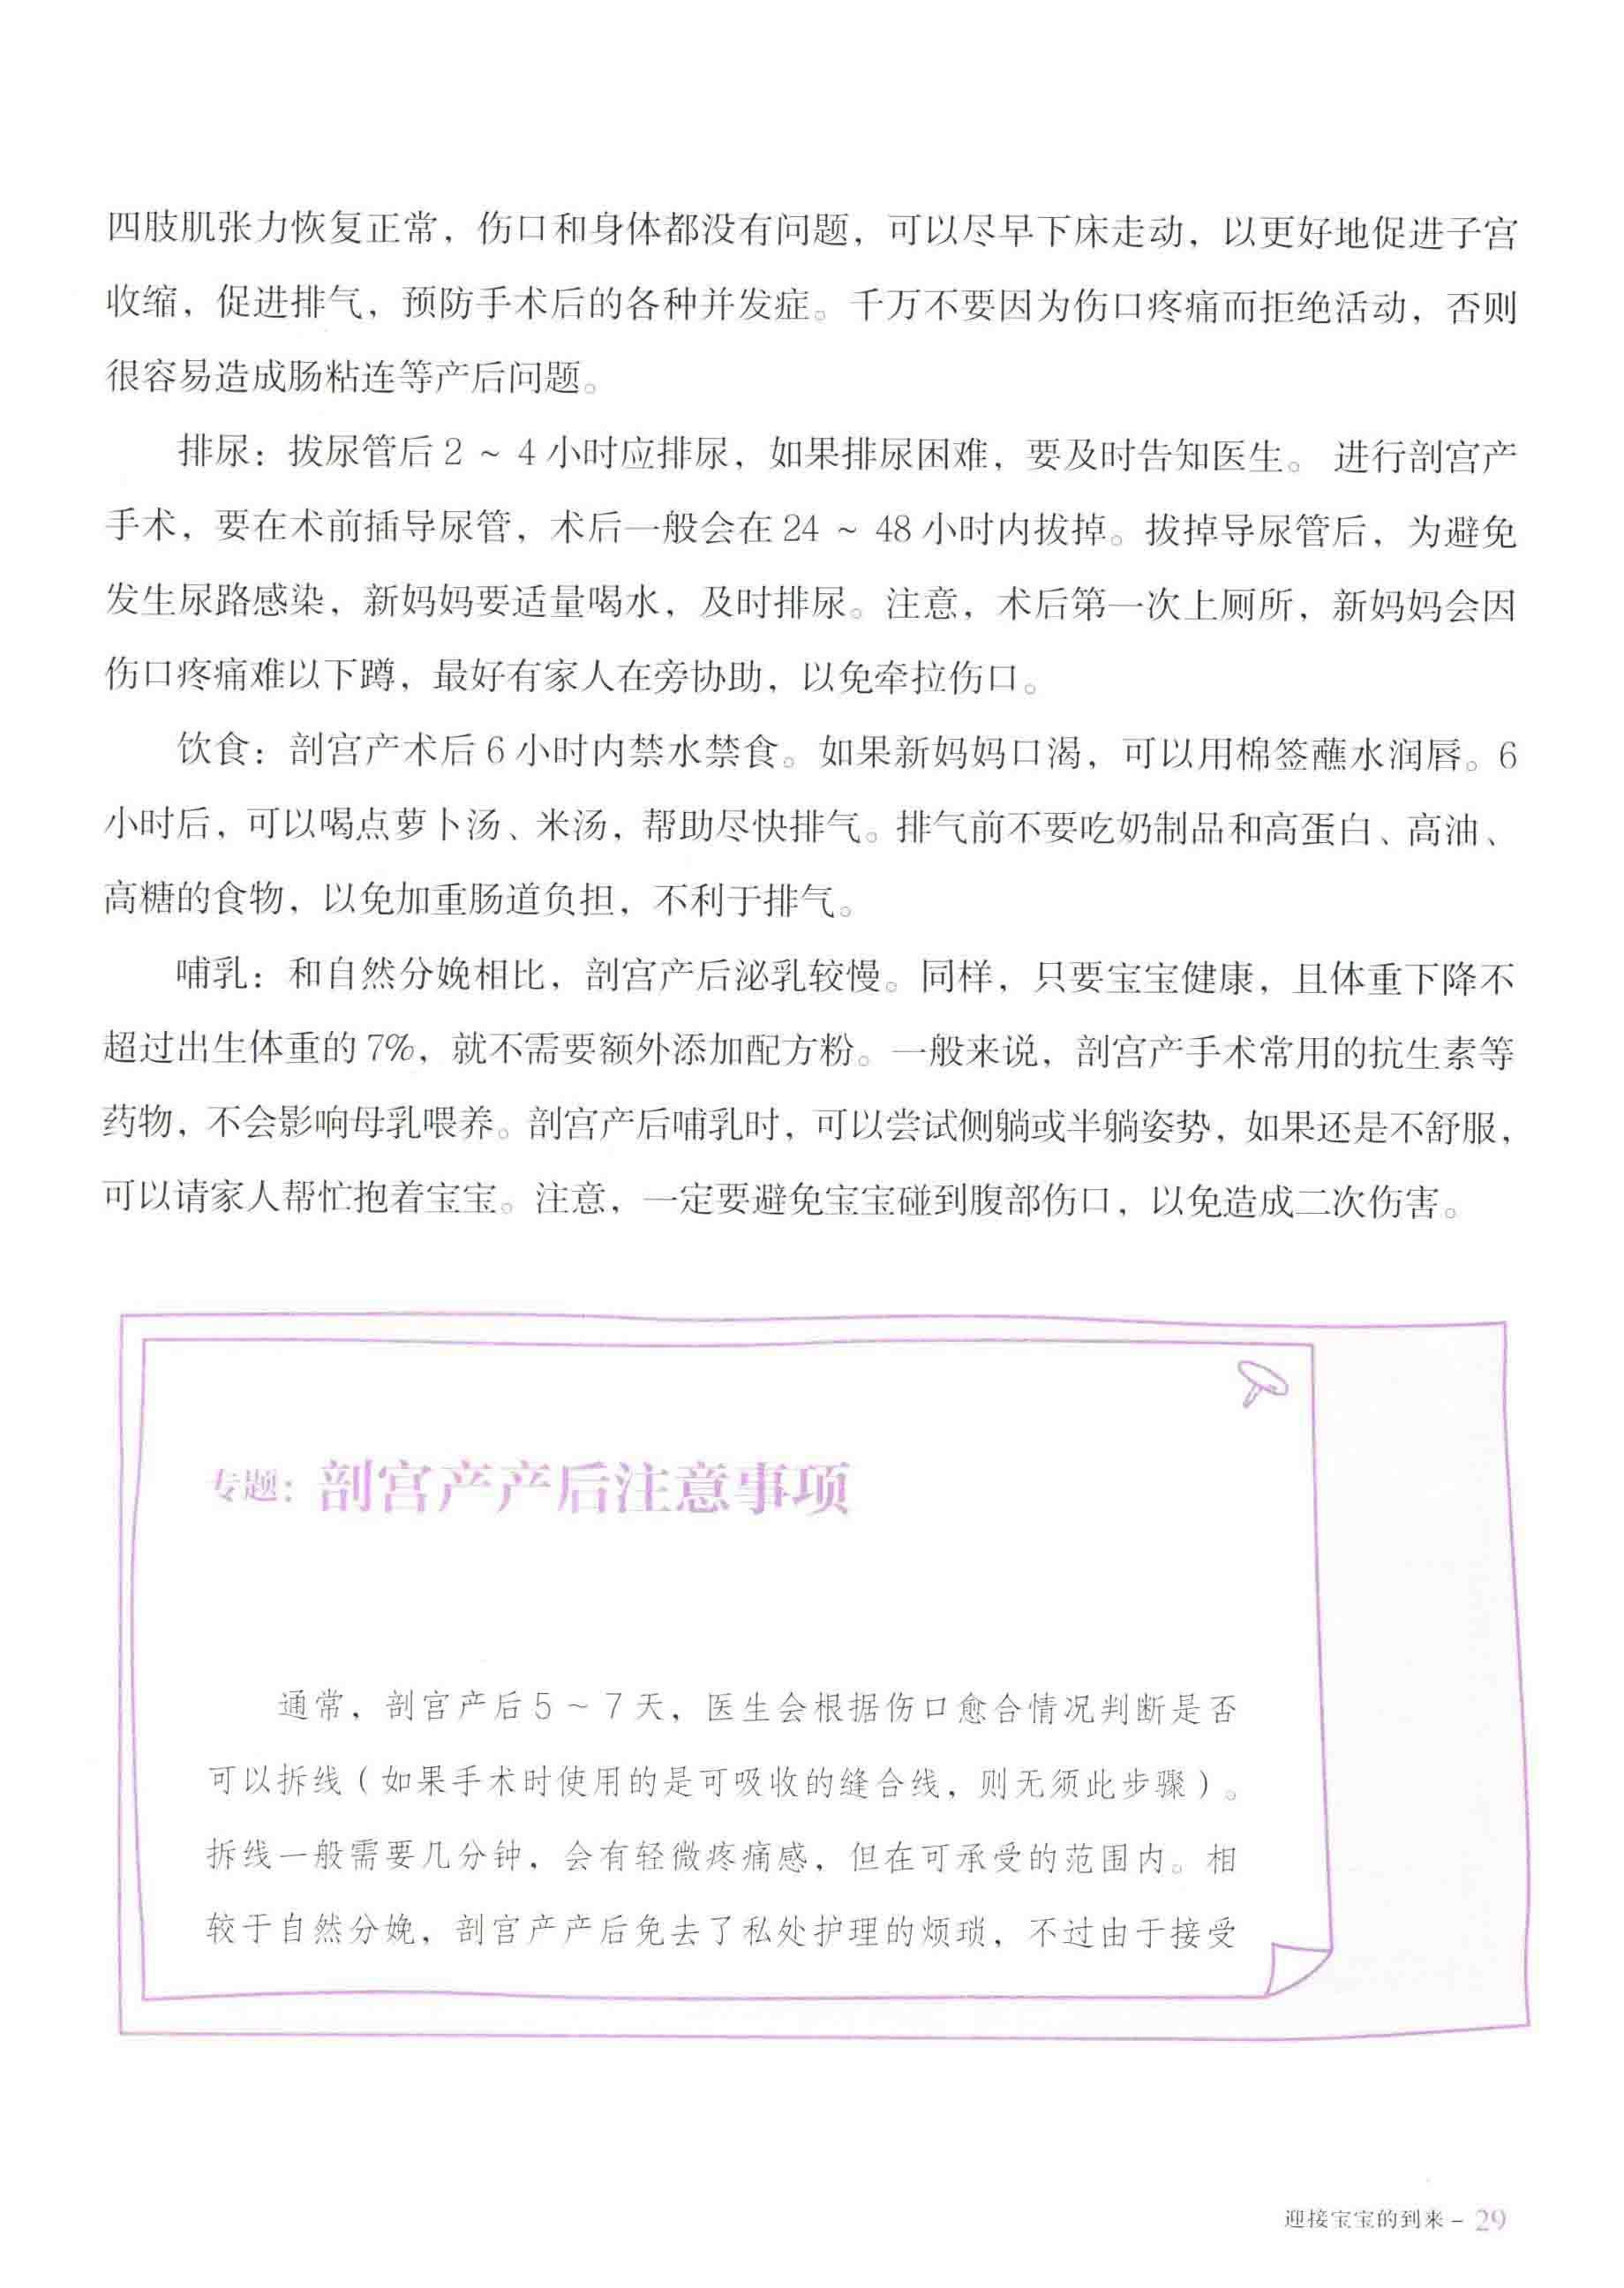 四肢肌张力恢复正常，伤口和身体都没有问题，可以尽早下床走动，以更好地促进子宫
收缩，促进排气，预防手术后的各种并发症。千万不要因为伤口疼痛而拒绝活动，否则
很容易造成肠粘连等产后问题。
排尿：拔尿管后 2 ~ 4 小时应排尿，如果排尿困难，要及时告知医生。 进行剖宫产
手术，要在术前插导尿管，术后一般会在 24 ~ 48 小时内拔掉。拔掉导尿管后，为避免
发生尿路感染，新妈妈要适量喝水，及时排尿。注意，术后第一次上厕所，新妈妈会因
伤口疼痛难以下蹲，最好有家人在旁协助，以免牵拉伤口。
饮食：剖宫产术后 6 小时内禁水禁食。如果新妈妈口渴，可以用棉签蘸水润唇。6
小时后，可以喝点萝卜汤、米汤，帮助尽快排气。排气前不要吃奶制品和高蛋白、高油、
高糖的食物，以免加重肠道负担，不利于排气。
哺乳：和自然分娩相比，剖宫产后泌乳较慢。同样，只要宝宝健康，且体重下降不
超过出生体重的 7%，就不需要额外添加配方粉。一般来说，剖宫产手术常用的抗生素等
药物，不会影响母乳喂养。剖宫产后哺乳时，可以尝试侧躺或半躺姿势，如果还是不舒服，
可以请家人帮忙抱着宝宝。注意，一定要避免宝宝碰到腹部伤口，以免造成二次伤害。
专题：剖宫产产后注意事项
通常，剖宫产后 5 ~ 7 天，医生会根据伤口愈合情况判断是否
可以拆线（如果手术时使用的是可吸收的缝合线，则无须此步骤）。
拆线一般需要几分钟，会有轻微疼痛感，但在可承受的范围内。相
较于自然分娩，剖宫产产后免去了私处护理的烦琐，不过由于接受
迎接宝宝的到来 – 29